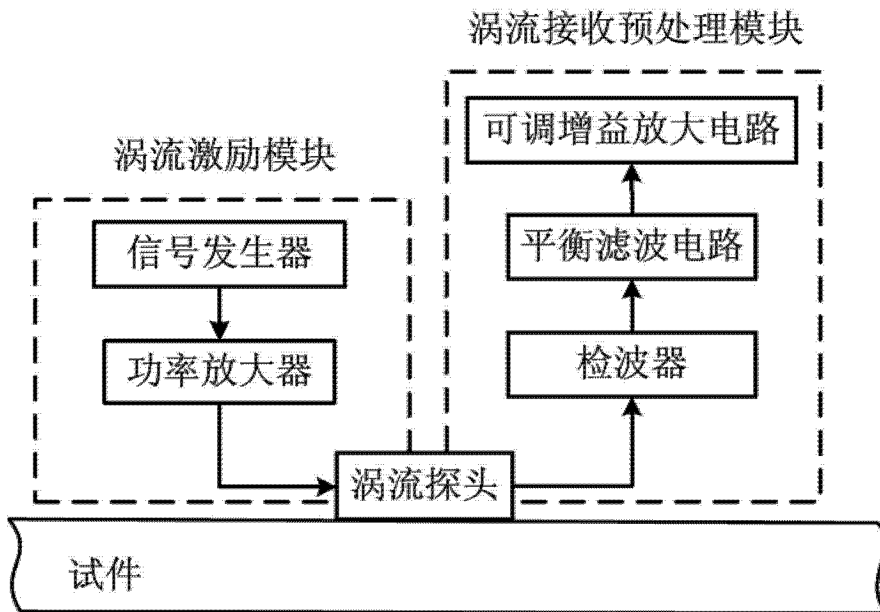 涡流接收预处理模块
可调增益放大电路
涡流激励模块
平衡滤波电路
信号发生器
检波器
功率放大器
涡流探头
试件